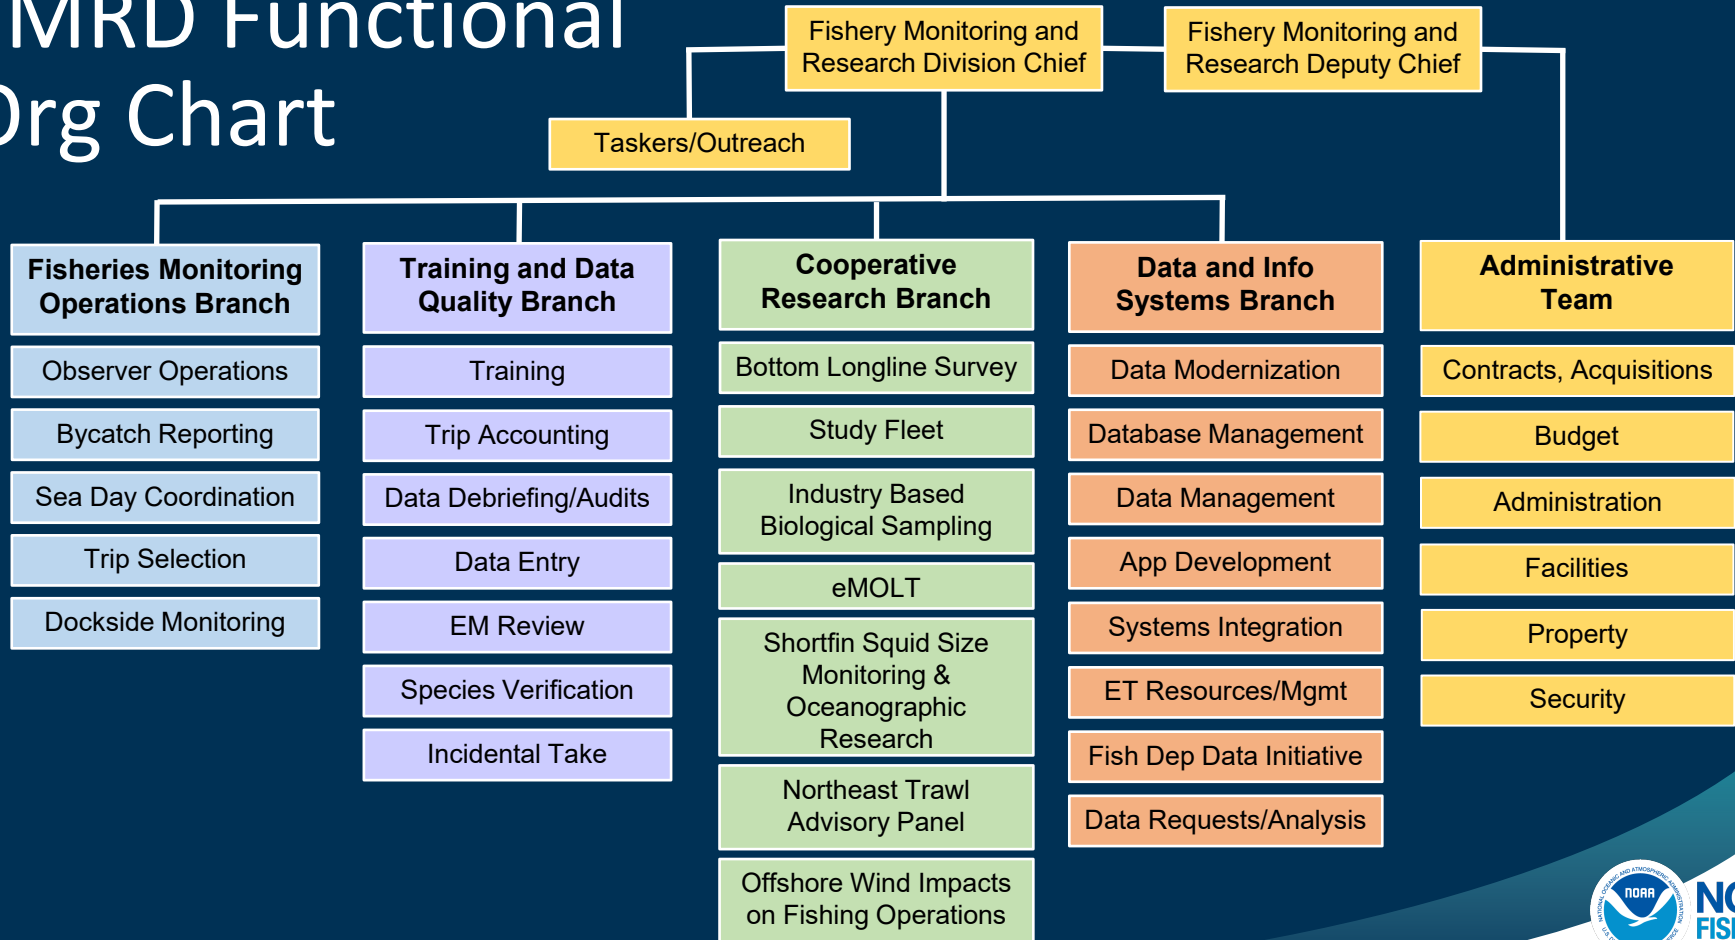 MRD Functional
Org Chart
Fishery Monitoring and
Research Division Chief
Fishery Monitoring and
Research Deputy Chief
Taskers/Outreach
Fisheries Monitoring
Operations Branch
Observer Operations
Bycatch Reporting
Sea Day Coordination
Trip Selection
Dockside Monitoring
Training and Data
Quality Branch
Training
Trip Accounting
Data Debriefing/Audits
Data Entry
EM Review
Species Verification
Incidental Take
Cooperative
Research Branch
Bottom Longline Survey
Study Fleet
Industry Based
Biological Sampling
eMOLT
Shortfin Squid Size
Monitoring &
Oceanographic
Research
Northeast Trawl
Advisory Panel
Offshore Wind Impacts
on Fishing Operations
Data and Info
Systems Branch
Data Modernization
Database Management
Data Management
App Development
Systems Integration
ET Resources/Mgmt
Fish Dep Data Initiative
Data Requests/Analysis
Administrative
Team
Contracts, Acquisitions
Budget
Administration
Facilities
Property
Security
NOAA